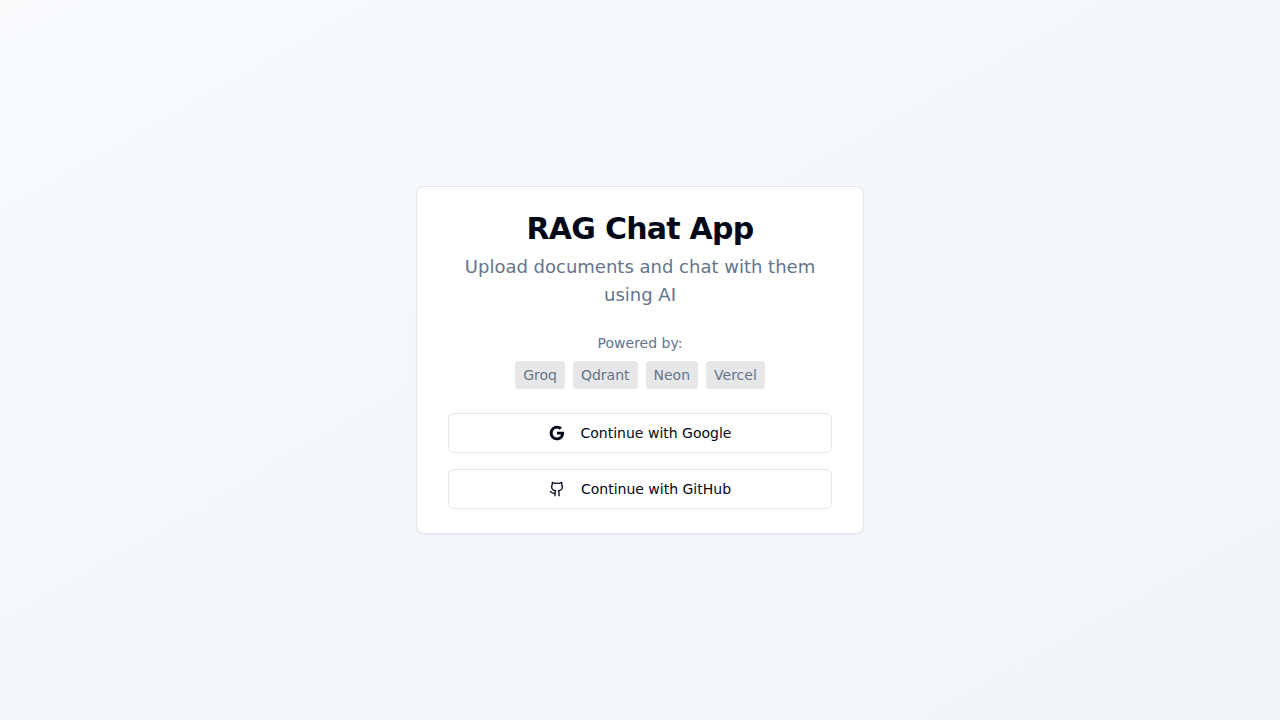 RAG Chat App
Upload documents and chat with them
using AI
Powered by:
Groq Qdrant Neon Vercel
Continue with Google
Continue with GitHub